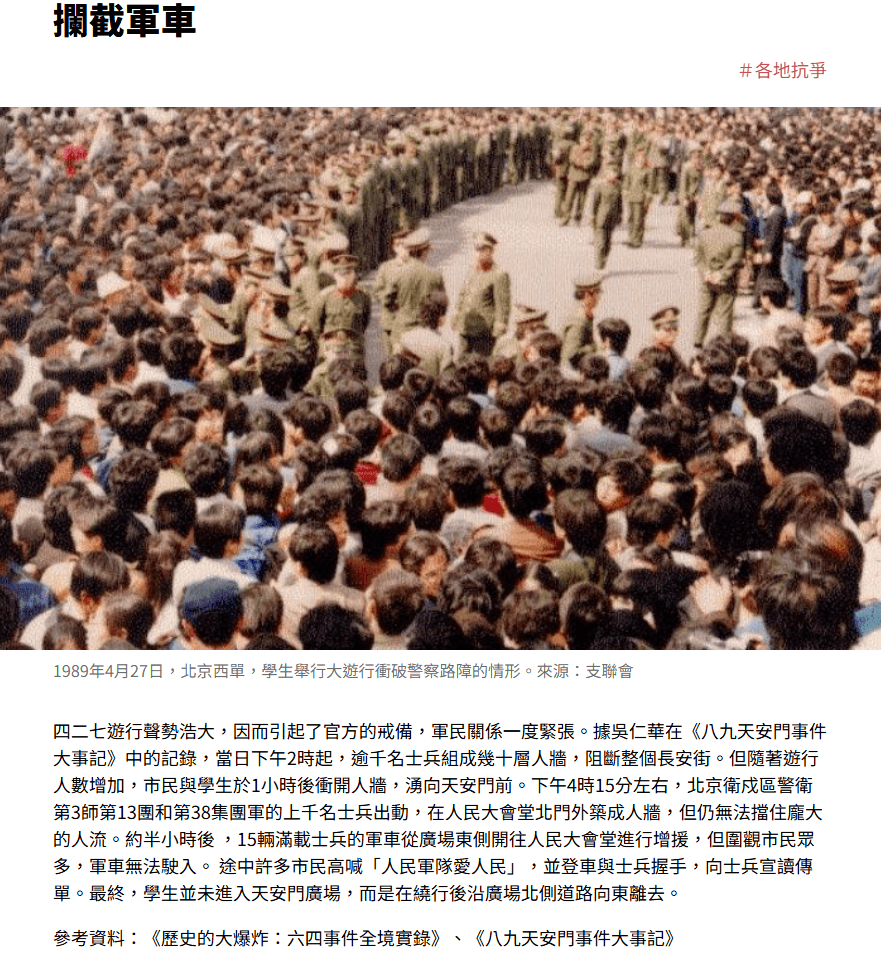 攔截軍車
＃各地抗爭
1989年4月27日，北京西單，學生舉行大遊行衝破警察路障的情形。來源：支聯會
四二七遊行聲勢浩大，因而引起了官方的戒備，軍民關係一度緊張。據吳仁華在《八九天安門事件
大事記》中的記錄，當日下午2時起，逾千名士兵組成幾十層人牆，阻斷整個長安街。但隨著遊行
人數增加，市民與學生於1小時後衝開人牆，湧向天安門前。下午4時15分左右，北京衛戍區警衛
第3師第13團和第38集團軍的上千名士兵出動，在人民大會堂北門外築成人牆，但仍無法擋住龐大
的人流。約半小時後 ，15輛滿載士兵的軍車從廣場東側開往人民大會堂進行增援，但圍觀市民眾
多，軍車無法駛入。 途中許多市民高喊「人民軍隊愛人民」，並登車與士兵握手，向士兵宣讀傳
單。最終，學生並未進入天安門廣場，而是在繞行後沿廣場北側道路向東離去。
參考資料：《歷史的大爆炸：六四事件全境實錄》、《八九天安門事件大事記》